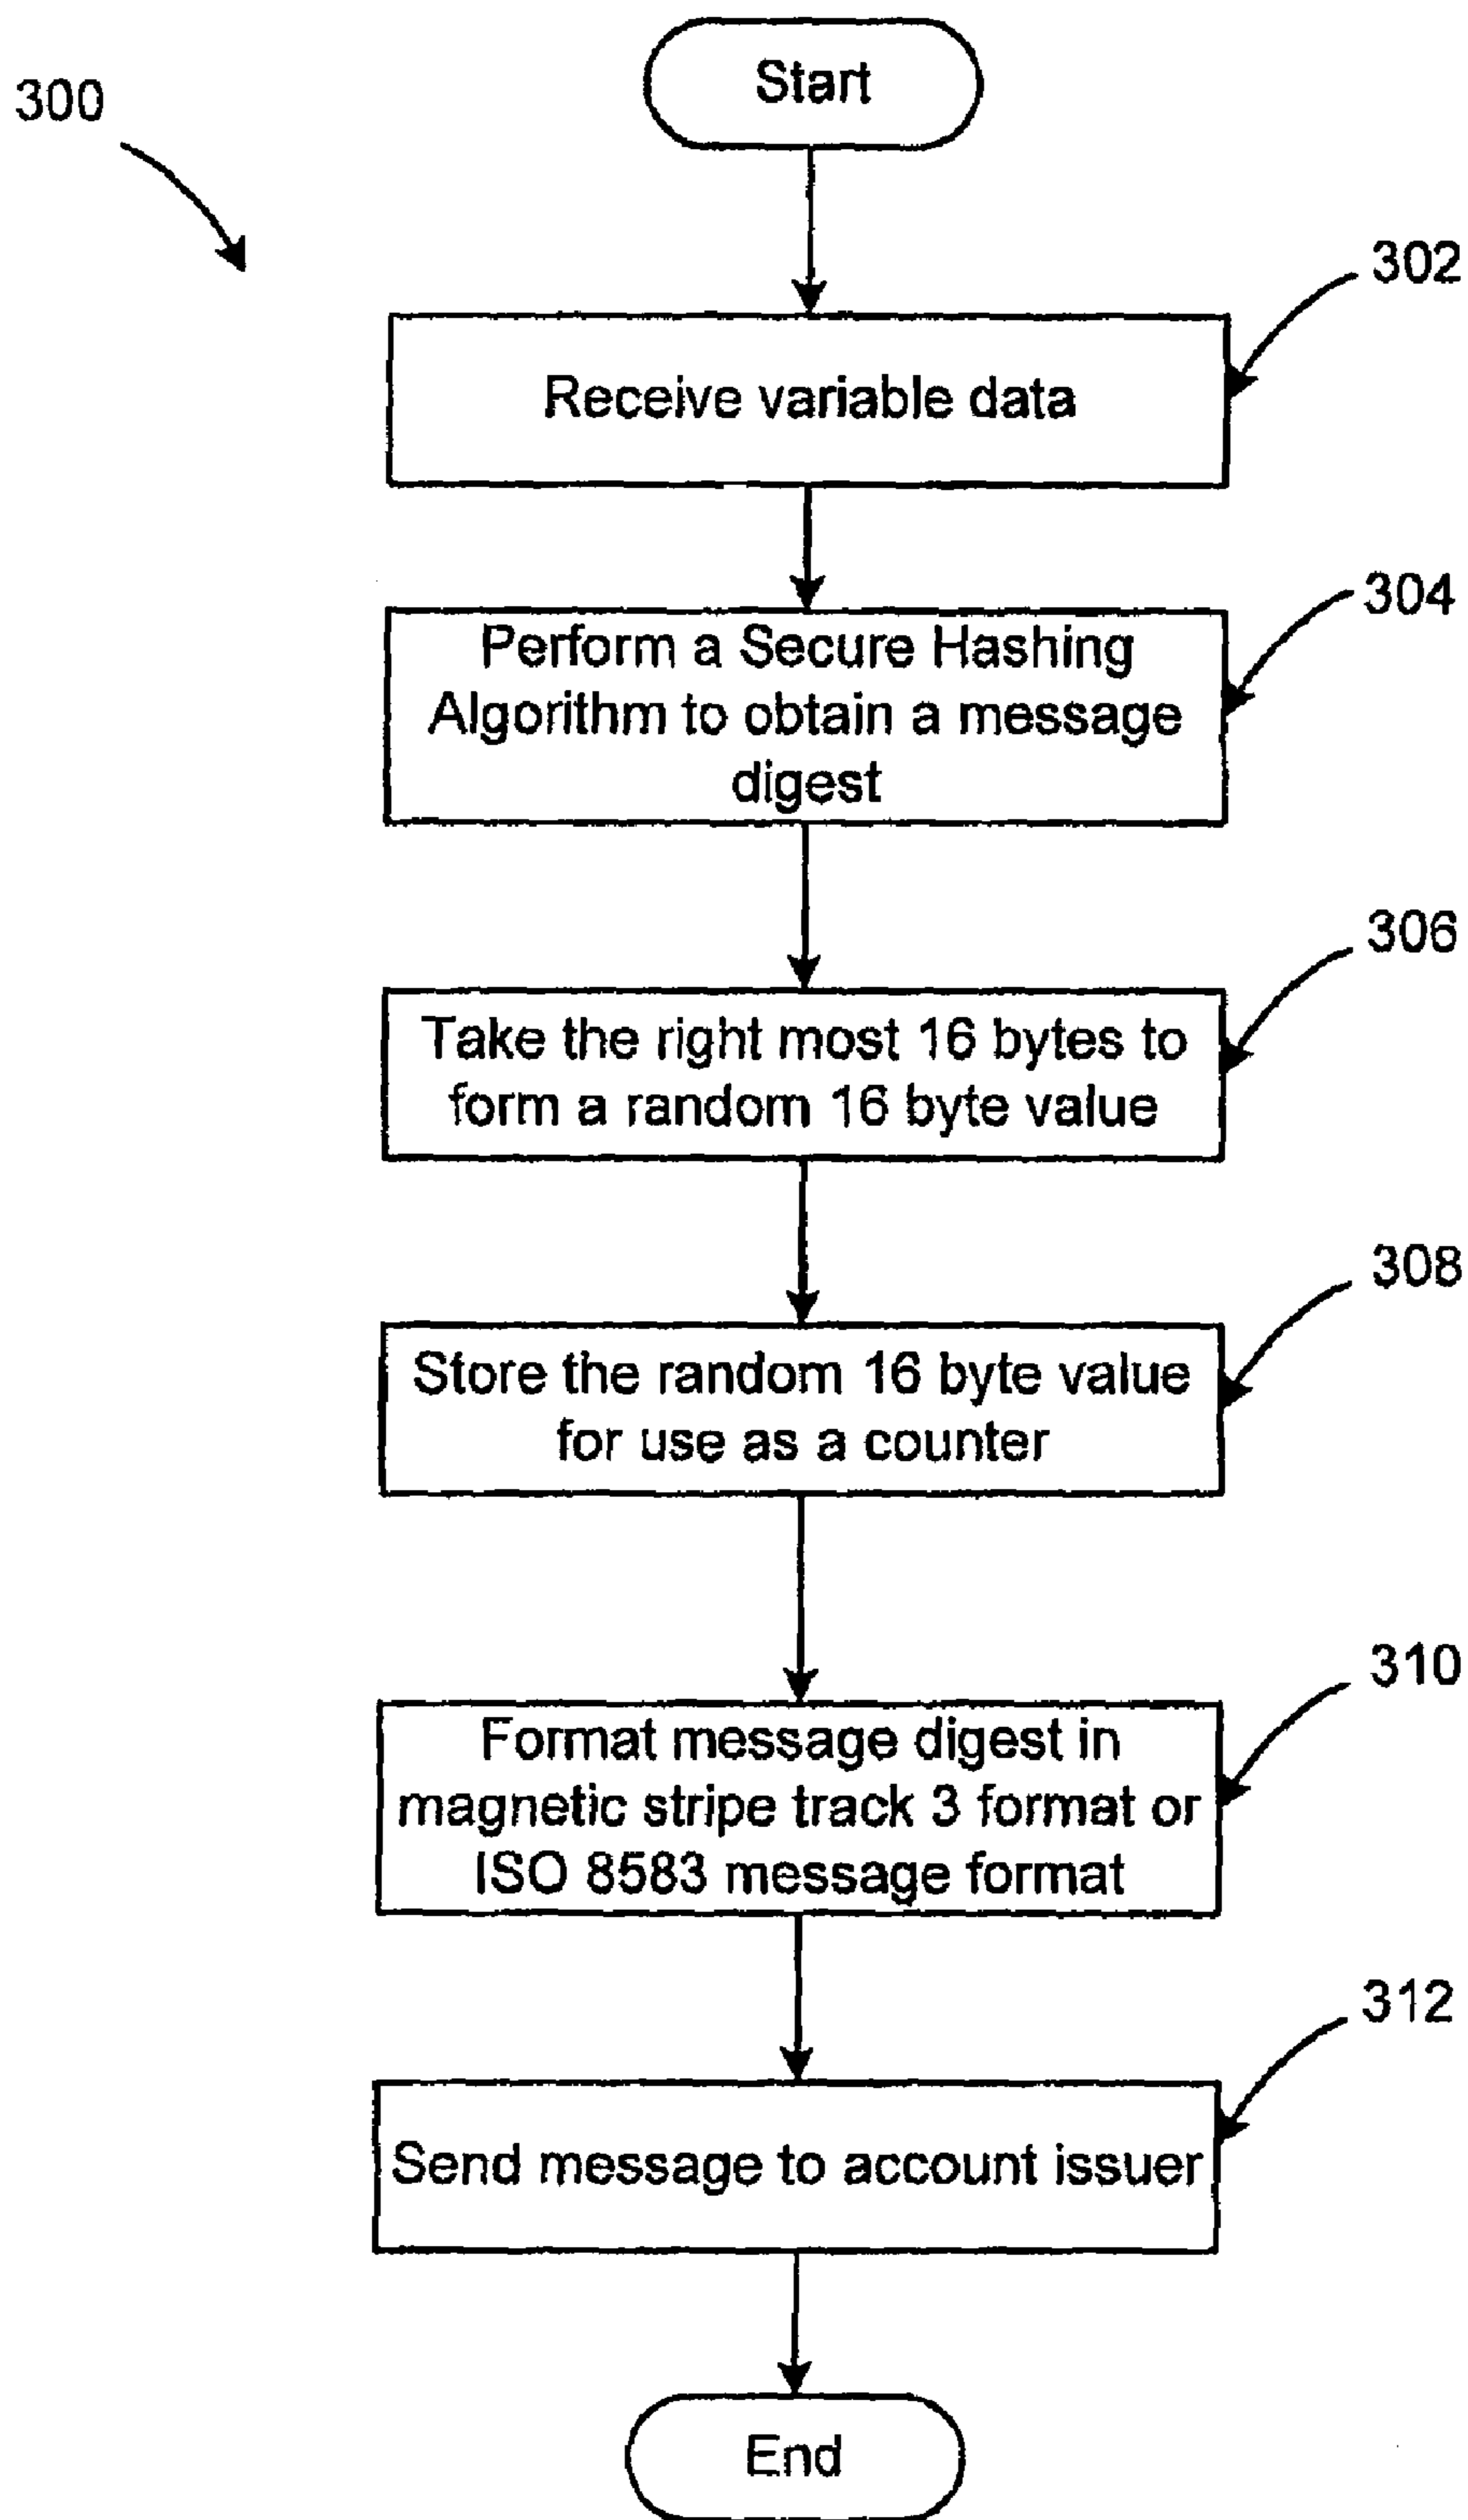 300
Start
302
Receive variable data
304
Perform a Secure Hashing
Algorithm to obtain a message
digest
306
Take the right most 16 bytes to
form a random 16 byte value
308
Store the random 16 byte value
for use as a counter
310
Format message digest in
magnetic stripe track 3 format or
ISO 8583 message format
312
Send message to account issuer
End